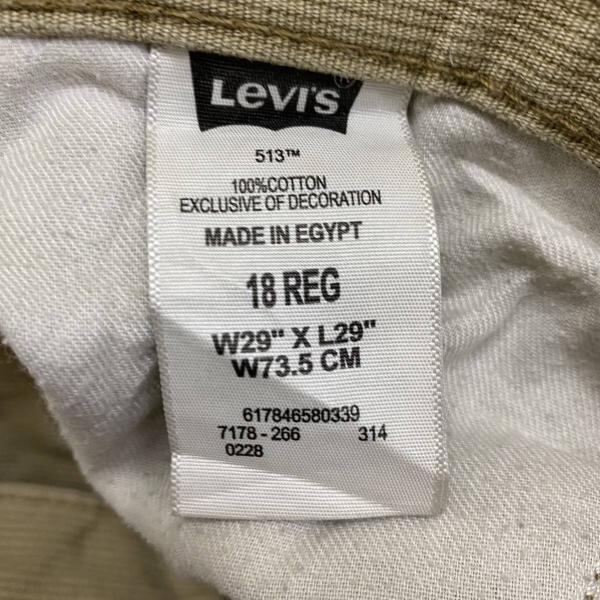 Levi's ®
513™
100%COTTON
EXCLUSIVE OF DECORATION
MADE IN EGYPT
18 REG
W29" X L29"
W73.5 CM
617846580339
7178 - 266 314
0228